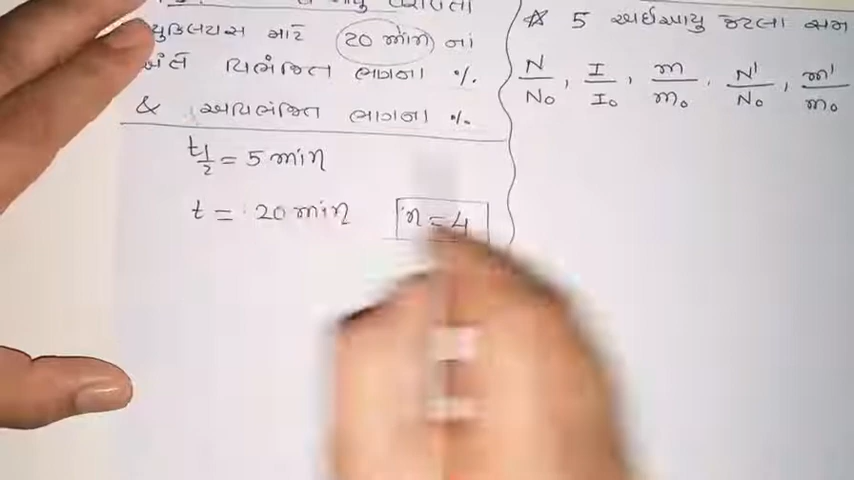 ન્યુક્લિયસ માટે 20 min ના
અંતે વિભંજિત ભાગના %.
& અવિભંજિત ભાગના %.
t1/2 = 5 min
t = 20 min n = 4
* 5 અર્ધઆયુ જેટલા સમ
N/N₀, I/I₀, m/m₀, N'/N₀, m'/m₀